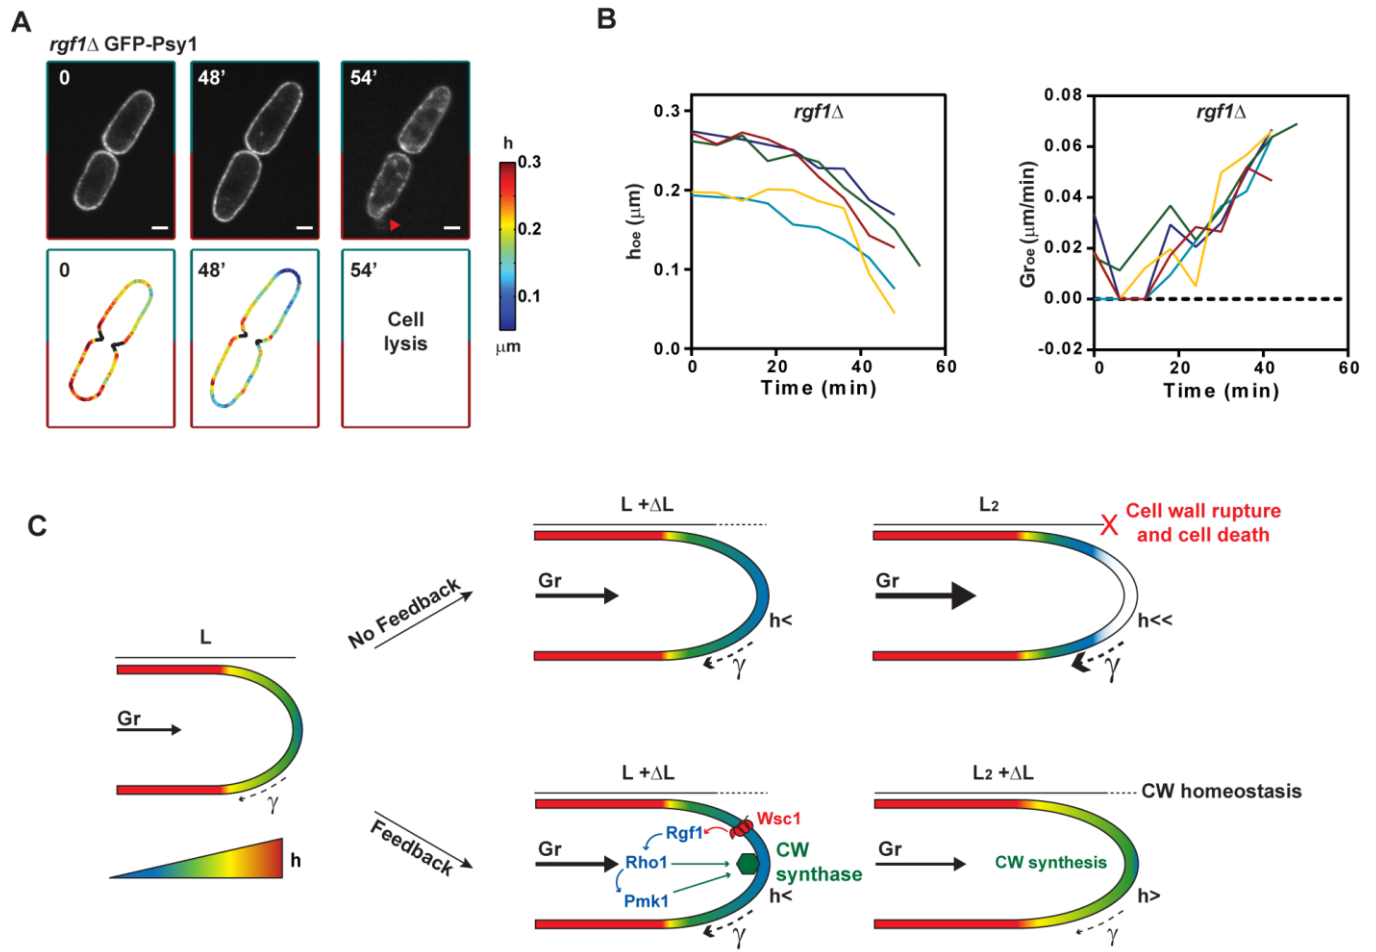 A
rgf1Δ GFP-Psy1
0
48'
54'
h
0.3
0.2
0.1
μm
0
48'
54'
Cell
lysis
B
rgf1Δ
0.3
0.2
0.1
0.0
hoe (μm)
0
20
40
60
Time (min)
rgf1Δ
0.08
0.06
0.04
0.02
0.00
-0.02
Groe (μm/min)
0
20
40
60
Time (min)
C
L
Gr
γ
h
No Feedback
L +ΔL
Gr
h<
γ
L2
X Cell wall rupture
and cell death
Gr
h<<
γ
Feedback
L +ΔL
Wsc1
Rgf1
Gr
Rho1
CW
synthase
Pmk1
h<
γ
L2 +ΔL
CW homeostasis
Gr
CW synthesis
h>
γ